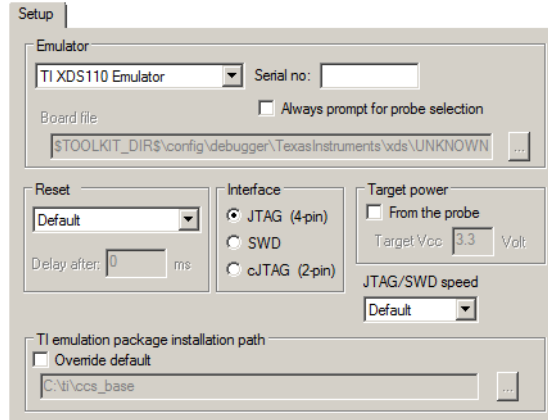 Setup
Emulator
TI XDS110 Emulator Serial no:
Always prompt for probe selection
Board file
$TOOLKIT_DIR$\config\debugger\TexasInstruments\xds\UNKNOWN ...
Reset
Default
Delay after: 0 ms
Interface
JTAG (4-pin)
SWD
cJTAG (2-pin)
Target power
From the probe
Target Vcc 3.3 Volt
JTAG/SWD speed
Default
TI emulation package installation path
Override default
C:\ti\ccs_base ...